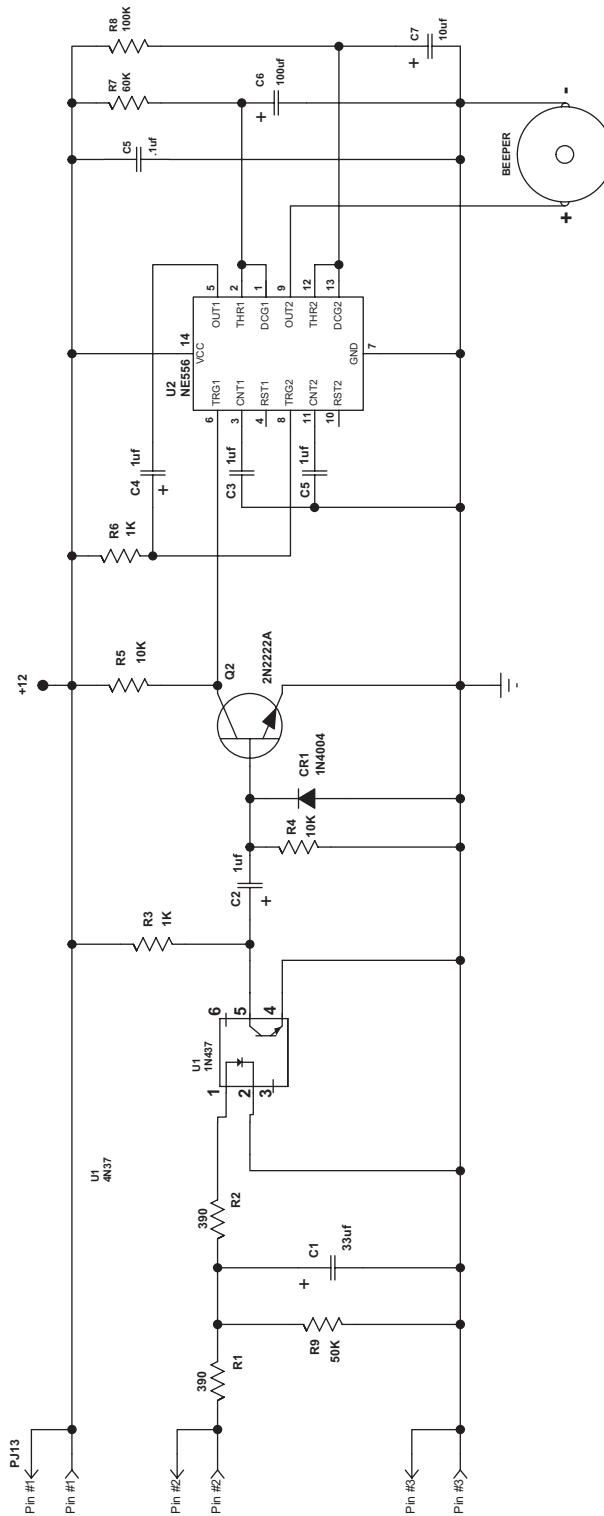 PJ13
Pin #1
Pin #1
Pin #2
Pin #2
Pin #3
Pin #3
390
R1
R9
50K
C1
33uf
+
390
R2
U1
4N37
U1
1N437
1
2
3
6
5
4
R3
1K
C2
1uf
+
R4
10K
CR1
1N4004
Q2
2N2222A
+12
R5
10K
-
R6
1K
C4
1uf
+
C3
1uf
C5
1uf
U2
NE556
14
VCC
6
TRG1
3
CNT1
4
RST1
8
TRG2
11
CNT2
10
RST2
5
OUT1
2
THR1
1
DCG1
9
OUT2
12
THR2
13
DCG2
GND
7
C5
.1uf
R7
60K
R8
100K
C6
100uf
+
C7
10uf
+
BEEPER
+
-